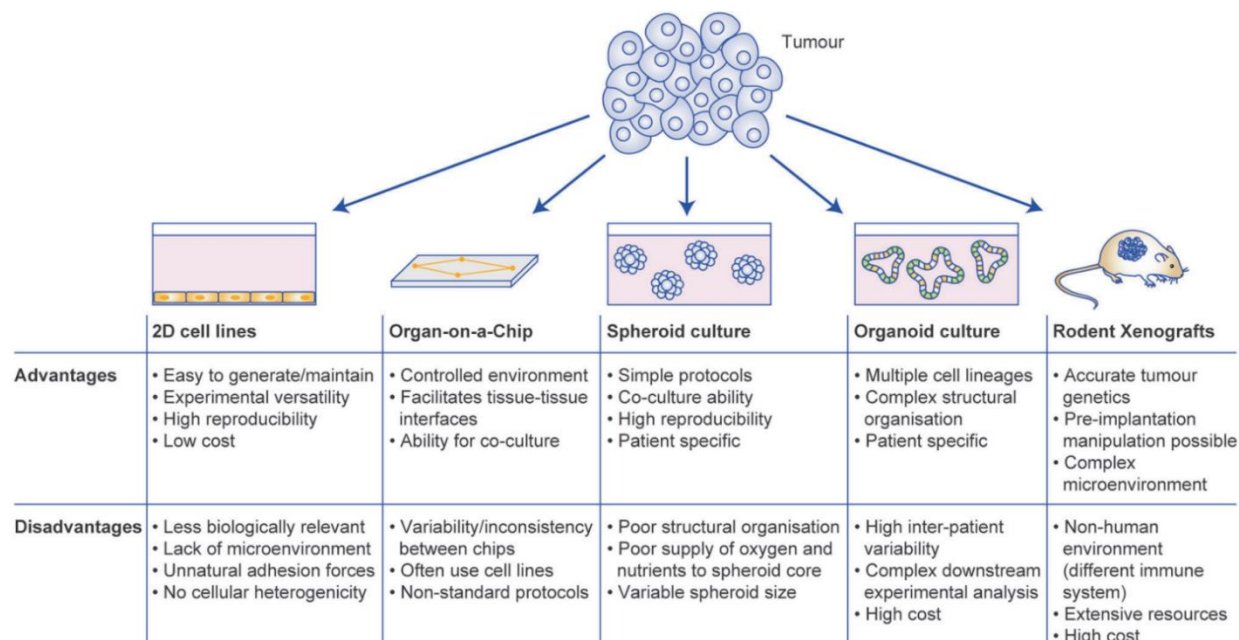 Tumour
2D cell lines
Organ-on-a-Chip
Spheroid culture
Organoid culture
Rodent Xenografts
Advantages
• Easy to generate/maintain
• Experimental versatility
• High reproducibility
• Low cost
• Controlled environment
• Facilitates tissue-tissue
interfaces
• Ability for co-culture
• Simple protocols
• Co-culture ability
• High reproducibility
• Patient specific
• Multiple cell lineages
• Complex structural
organisation
• Patient specific
• Accurate tumour
genetics
• Pre-implantation
manipulation possible
• Complex
microenvironment
Disadvantages
• Less biologically relevant
• Lack of microenvironment
• Unnatural adhesion forces
• No cellular heterogenicity
• Variability/inconsistency
between chips
• Often use cell lines
• Non-standard protocols
• Poor structural organisation
• Poor supply of oxygen and
nutrients to spheroid core
• Variable spheroid size
• High inter-patient
variability
• Complex downstream
experimental analysis
• High cost
• Non-human
environment
(different immune
system)
• Extensive resources
• High cost